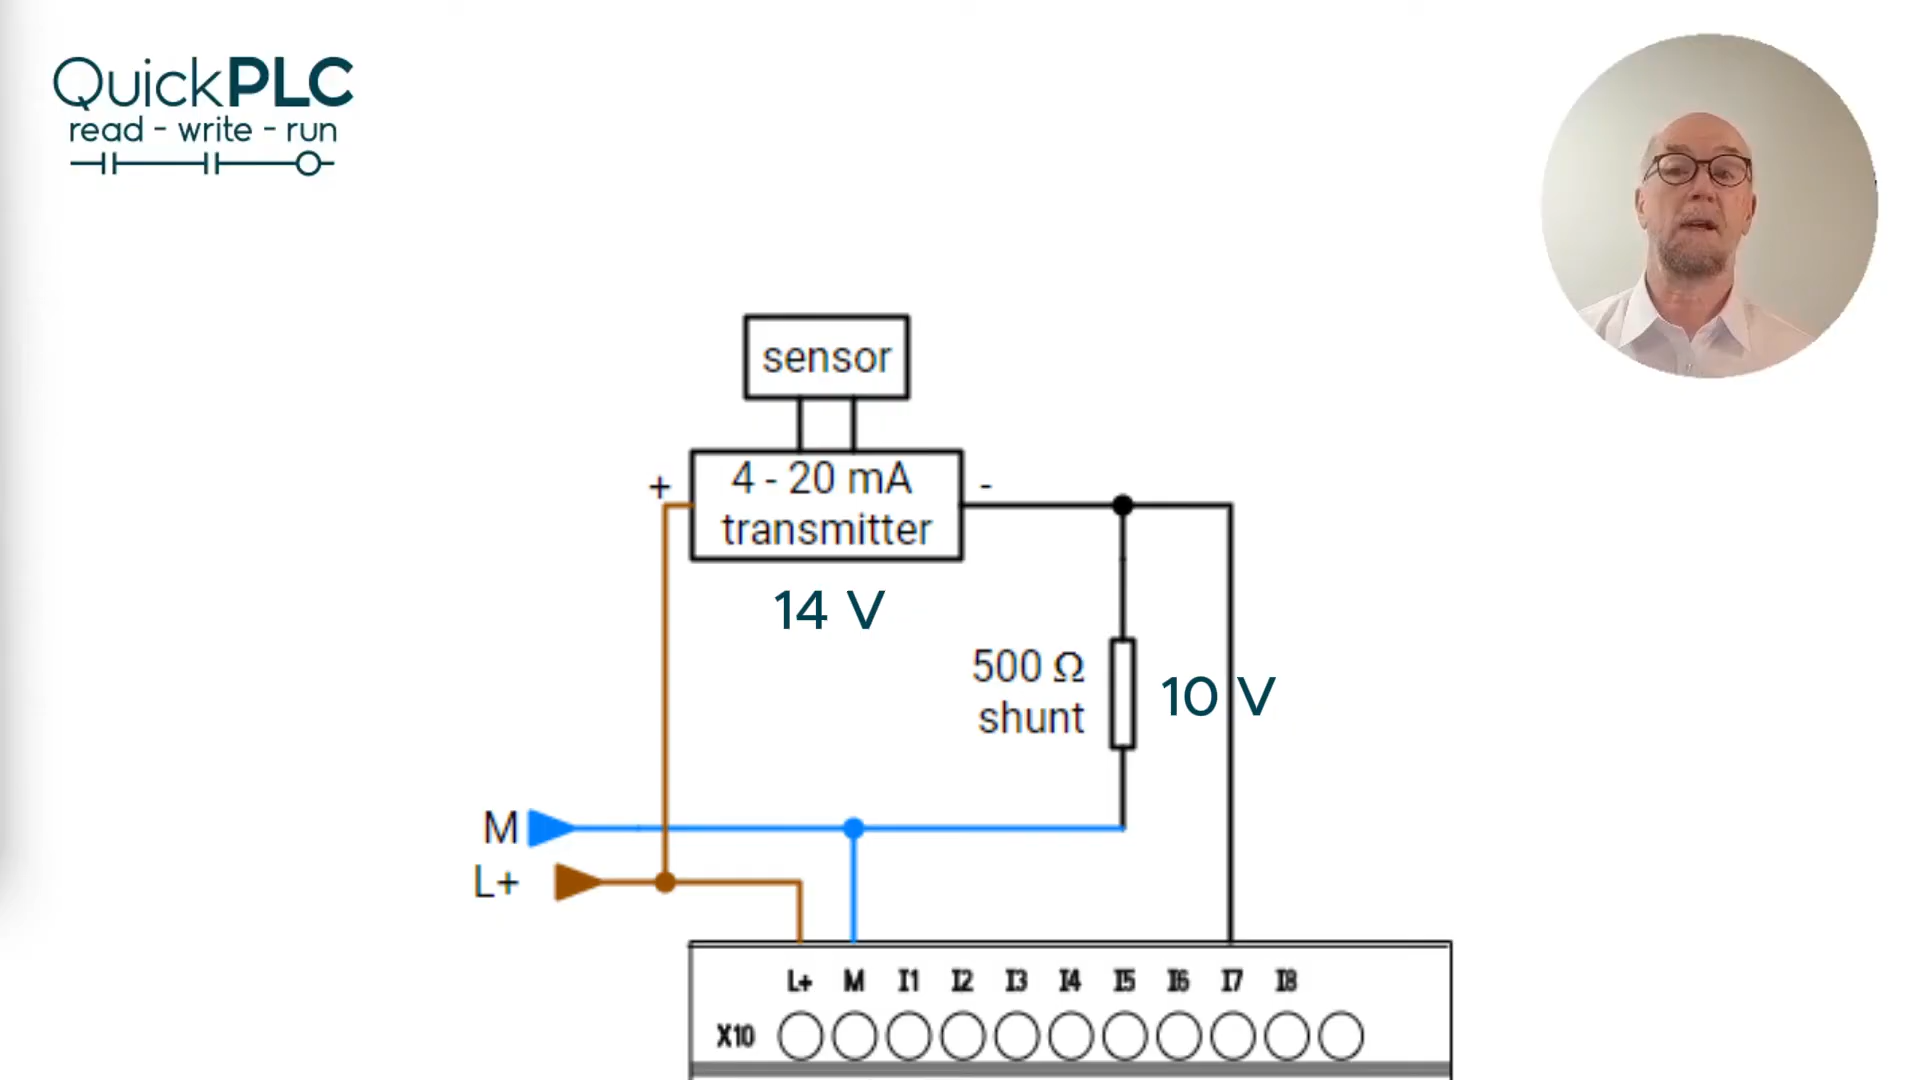 QuickPLC
read - write - run
sensor
+
4 - 20 mA
-
transmitter
14 V
500 Ω
shunt
10 V
M
L+
L+ M I1 I2 I3 I4 I5 I6 I7 I8
X10